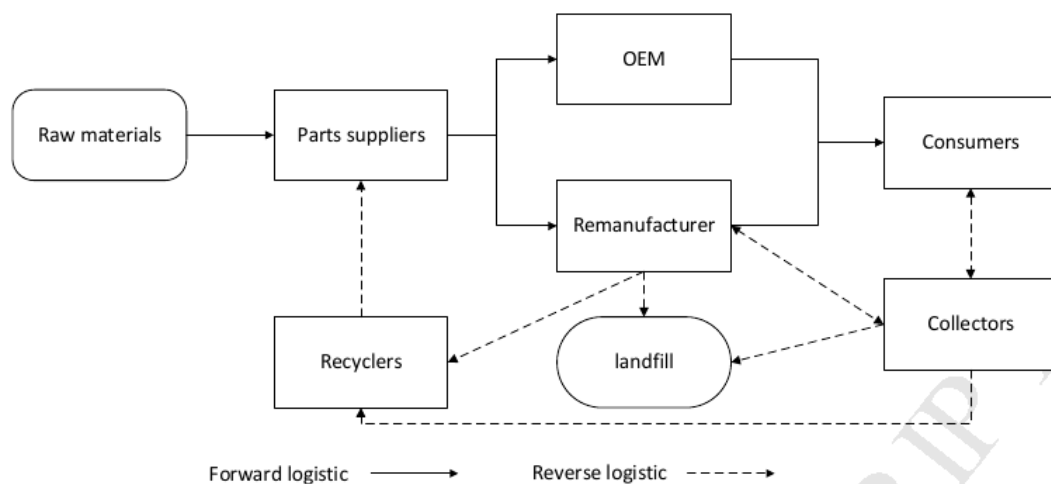 OEM
Raw materials
Parts suppliers
Consumers
Remanufacturer
Recyclers
landfill
Collectors
Forward logistic
Reverse logistic